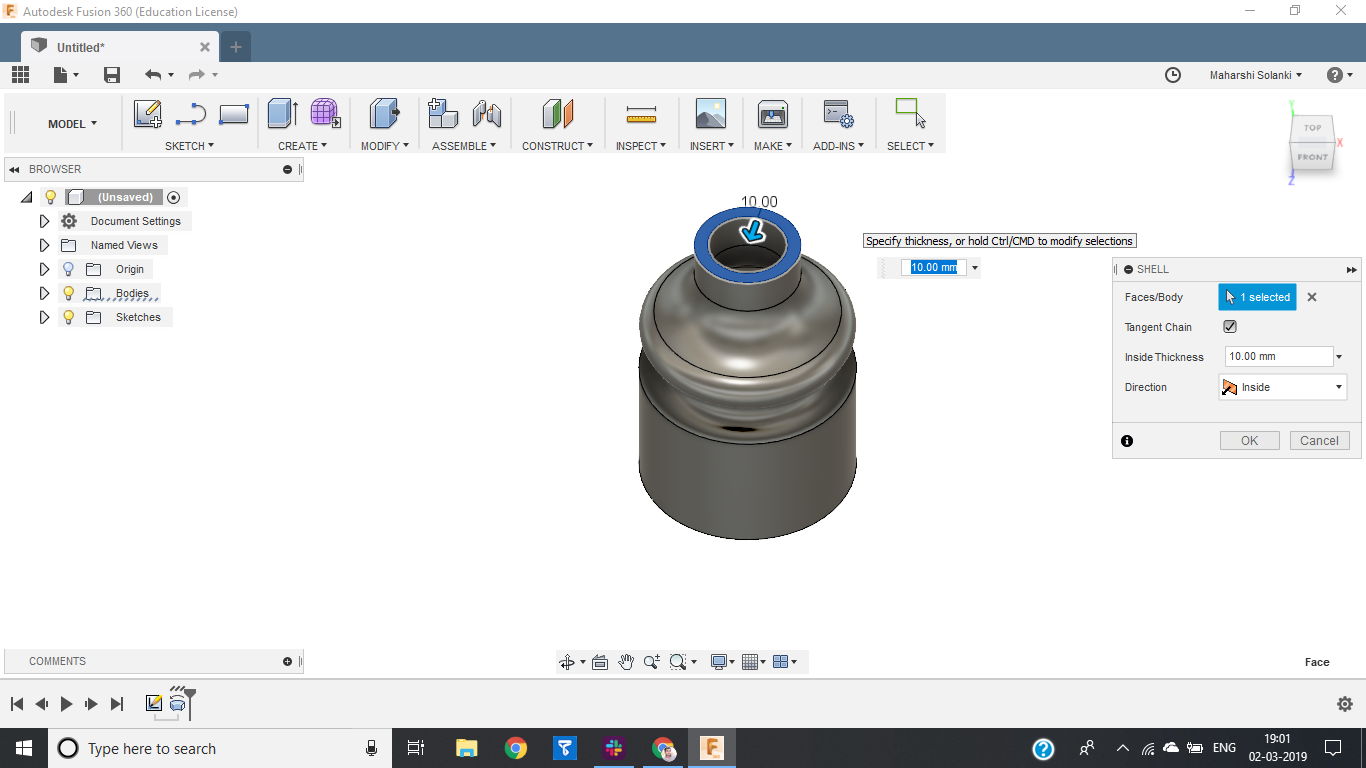 Autodesk Fusion 360 (Education License)
Untitled*
Maharshi Solanki
MODEL
SKETCH
CREATE
MODIFY
ASSEMBLE
CONSTRUCT
INSPECT
INSERT
MAKE
ADD-INS
SELECT
Y
TOP
X
FRONT
Z
BROWSER
(Unsaved)
Document Settings
Named Views
Origin
Bodies
Sketches
10.00
Specify thickness, or hold Ctrl/CMD to modify selections
10.00 mm
SHELL
Faces/Body 1 selected
Tangent Chain
Inside Thickness 10.00 mm
Direction Inside
OK Cancel
COMMENTS
Face
Type here to search
ENG
19:01
02-03-2019